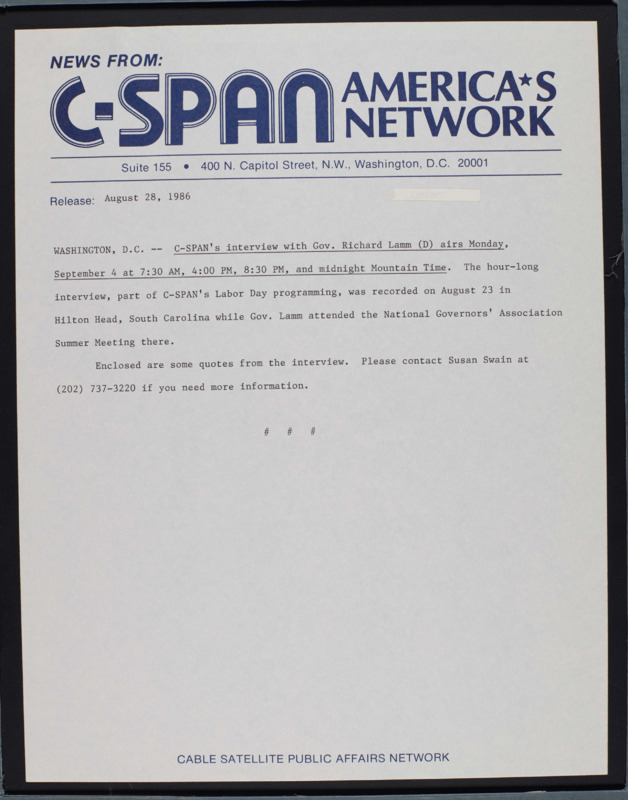 NEWS FROM:
C-SPAN AMERICA★S NETWORK
Suite 155 • 400 N. Capitol Street, N.W., Washington, D.C. 20001
Release: August 28, 1986
WASHINGTON, D.C. -- C-SPAN's interview with Gov. Richard Lamm (D) airs Monday,
September 4 at 7:30 AM, 4:00 PM, 8:30 PM, and midnight Mountain Time. The hour-long
interview, part of C-SPAN's Labor Day programming, was recorded on August 23 in
Hilton Head, South Carolina while Gov. Lamm attended the National Governors' Association
Summer Meeting there.
Enclosed are some quotes from the interview. Please contact Susan Swain at
(202) 737-3220 if you need more information.
# # #
CABLE SATELLITE PUBLIC AFFAIRS NETWORK